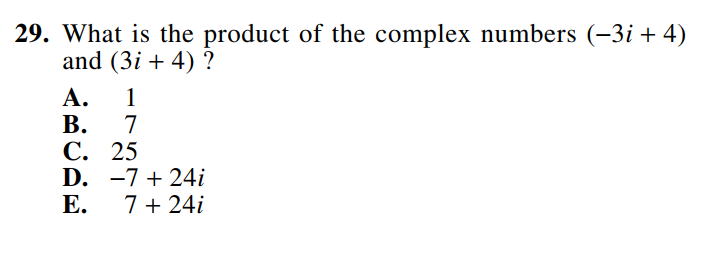 29. What is the product of the complex numbers (−3i + 4)
and (3i + 4) ?
A. 1
B. 7
C. 25
D. −7 + 24i
E. 7 + 24i